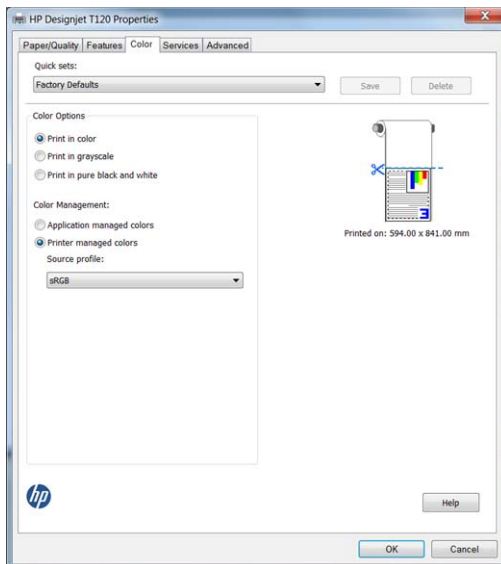 HP Designjet T120 Properties
Paper/Quality Features Color Services Advanced
Quick sets:
Factory Defaults
Save Delete
Color Options
Print in color
Print in grayscale
Print in pure black and white
Color Management:
Application managed colors
Printer managed colors
Source profile:
sRGB
3
Printed on: 594.00 x 841.00 mm
hp
Help
OK Cancel